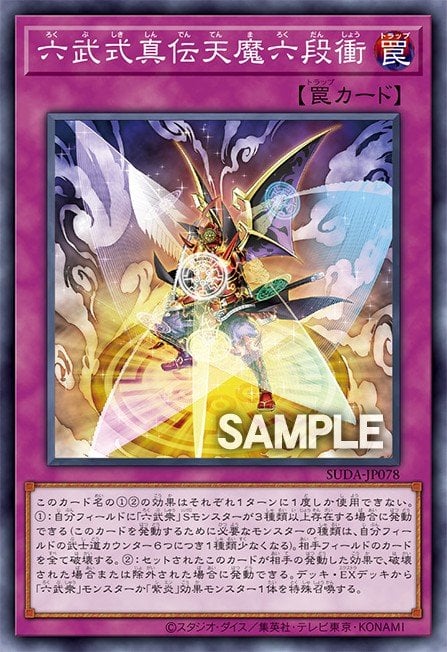 六武式真伝天魔六段衝
罠
【罠カード】
SAMPLE
SUDA-JP078
このカード名の①②の効果はそれぞれ1ターンに1度しか使用できない。
①：自分フィールドに「六武衆」Sモンスターが3種類以上存在する場合に発動
できる(このカードを発動するために必要なモンスターの種類は、自分フィー
ルドの武士道カウンター6つにつき1種類少なくなる)。相手フィールドのカード
を全て破壊する。②：セットされたこのカードが相手の発動した効果で、破壊
された場合または除外された場合に発動できる。デッキ・EXデッキから
「六武衆」モンスターか「紫炎」効果モンスター1体を特殊召喚する。
©スタジオ・ダイス／集英社・テレビ東京・KONAMI